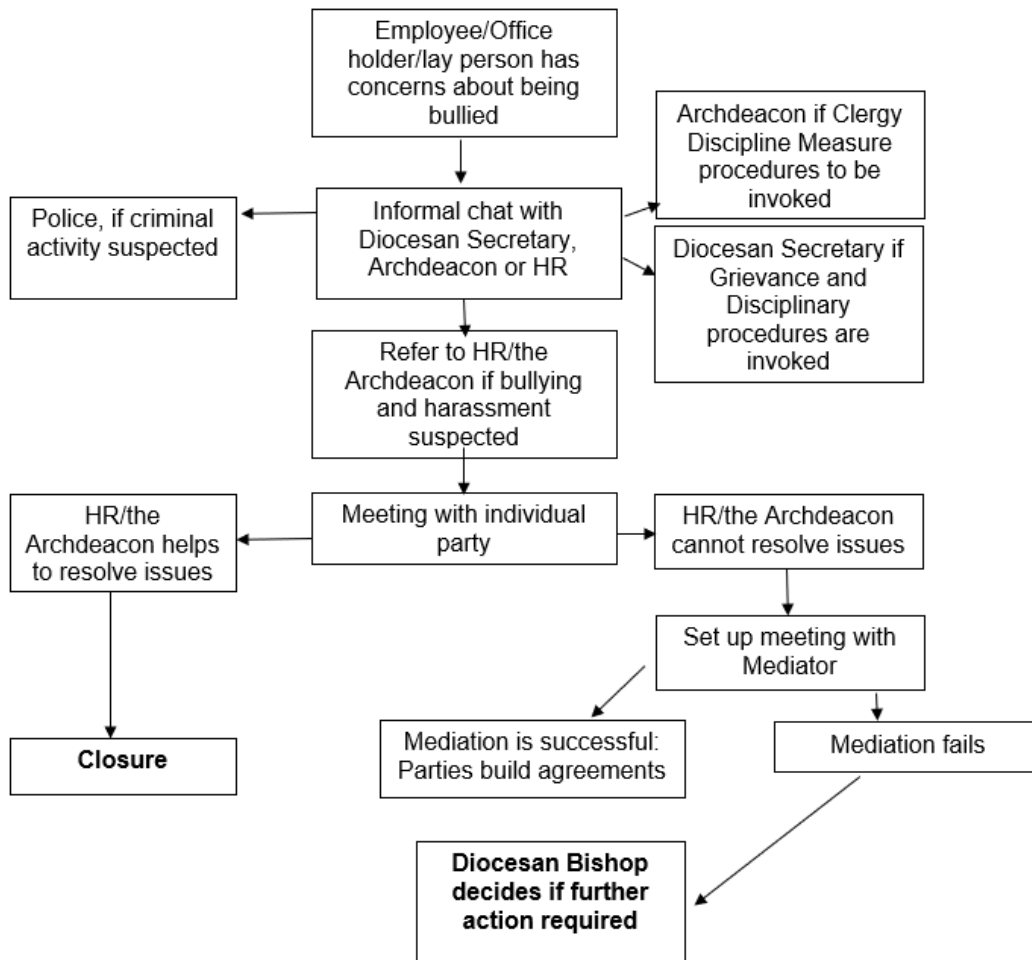 Employee/Office
holder/lay person has
concerns about being
bullied
Archdeacon if Clergy
Discipline Measure
procedures to be
invoked
Police, if criminal
activity suspected
Informal chat with
Diocesan Secretary,
Archdeacon or HR
Diocesan Secretary if
Grievance and
Disciplinary
procedures are
invoked
Refer to HR/the
Archdeacon if bullying
and harassment
suspected
HR/the
Archdeacon helps
to resolve issues
Meeting with individual
party
HR/the Archdeacon
cannot resolve issues
Set up meeting with
Mediator
Closure
Mediation is successful:
Parties build agreements
Mediation fails
Diocesan Bishop
decides if further
action required